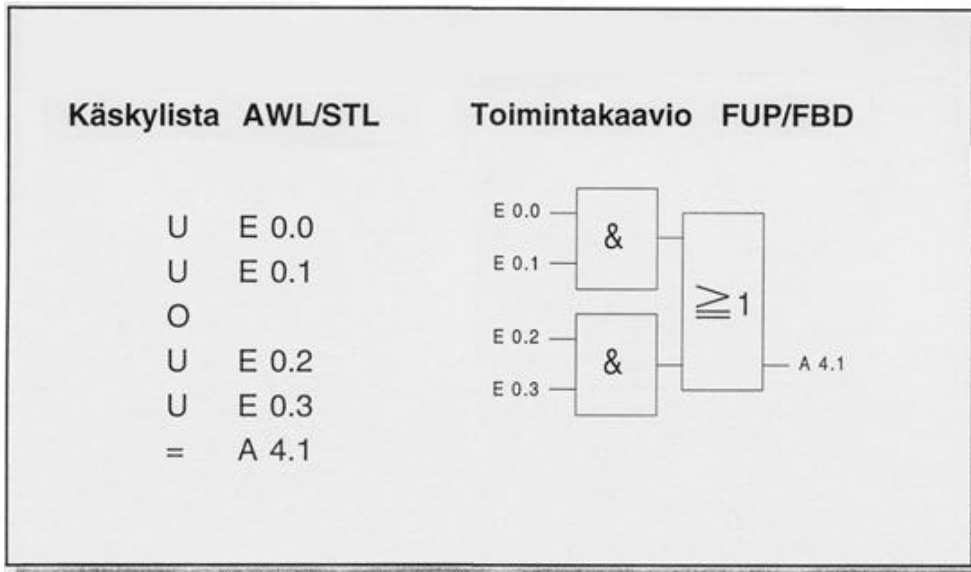 Käskylista AWL/STL
U E 0.0
U E 0.1
O
U E 0.2
U E 0.3
= A 4.1
Toimintakaavio FUP/FBD
E 0.0
&
E 0.1
≧1
E 0.2
&
A 4.1
E 0.3